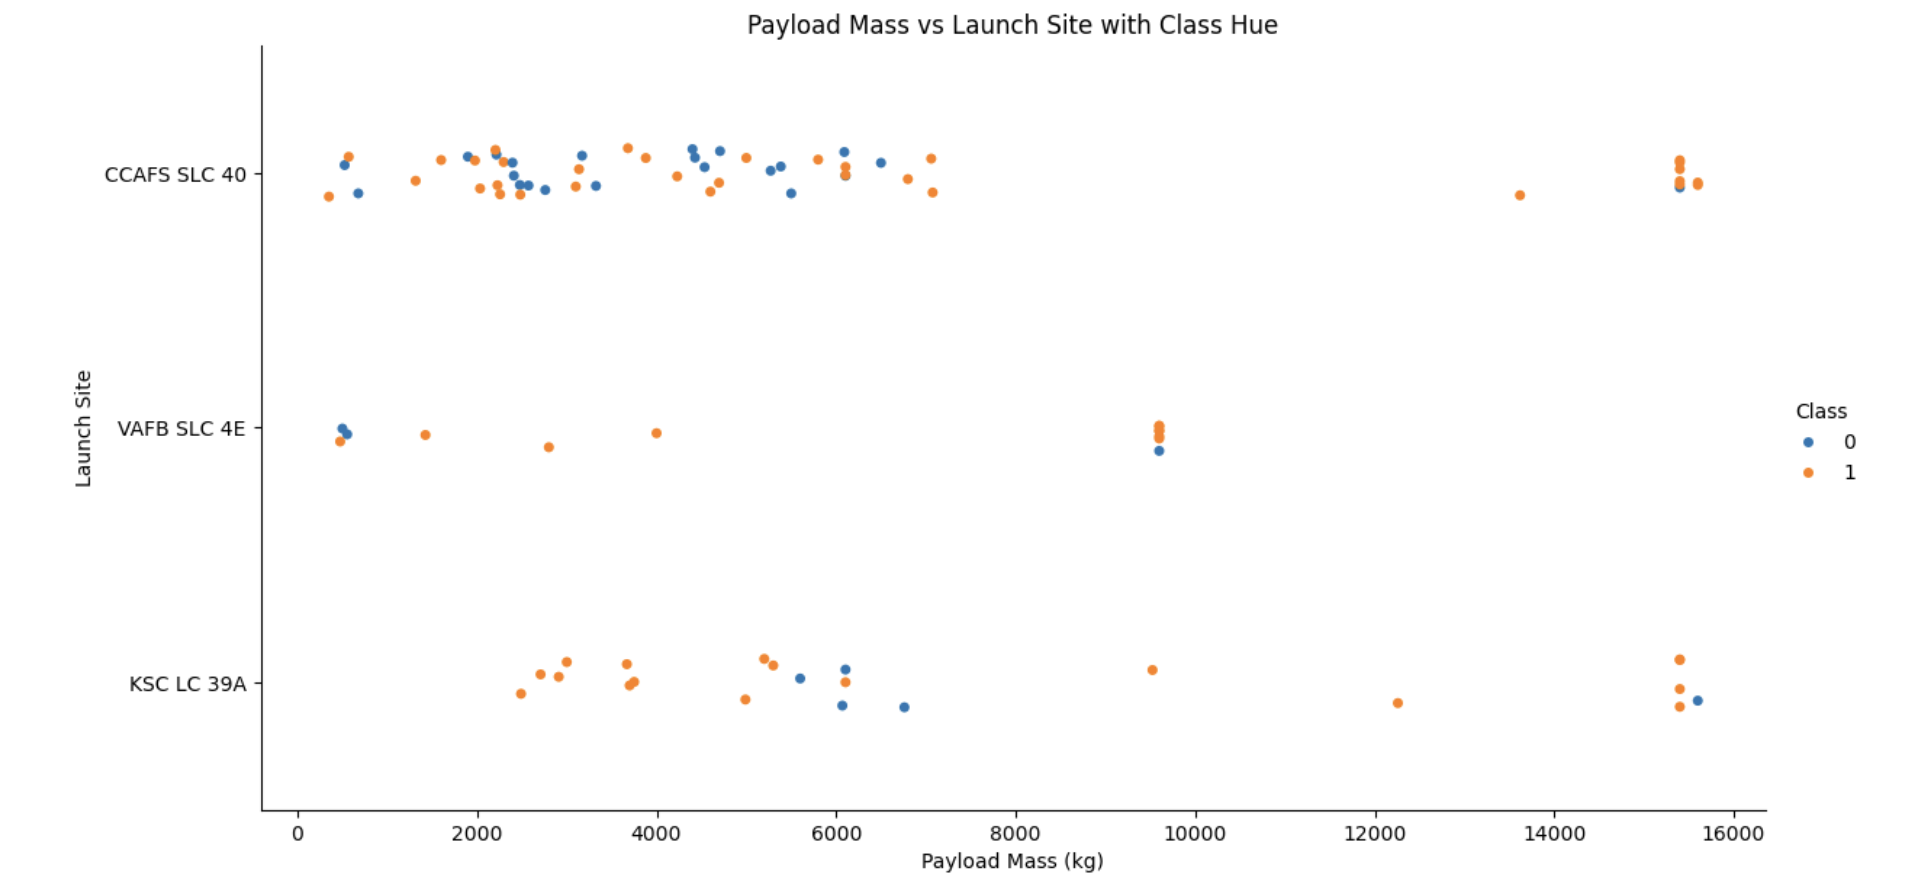 Payload Mass vs Launch Site with Class Hue
Launch Site
CCAFS SLC 40
VAFB SLC 4E
KSC LC 39A
0 2000 4000 6000 8000 10000 12000 14000 16000
Payload Mass (kg)
Class
0
1